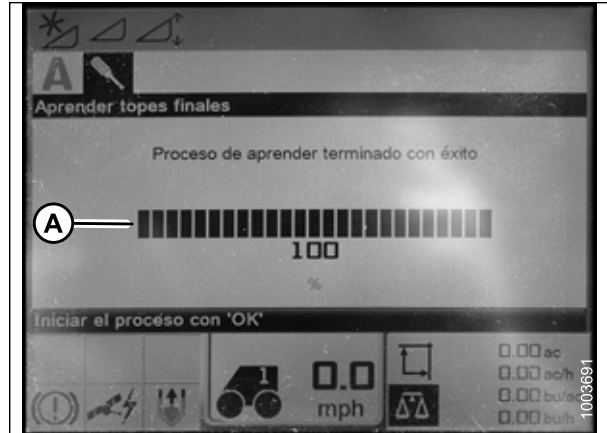 A
Aprender topes finales
Proceso de aprender terminado con éxito
A
100
%
Iniciar el proceso con 'OK'
1
0.0
mph
0.00 ac
0.00 ac/h
0.00 bu/ac
0.00 bu/h
1003691